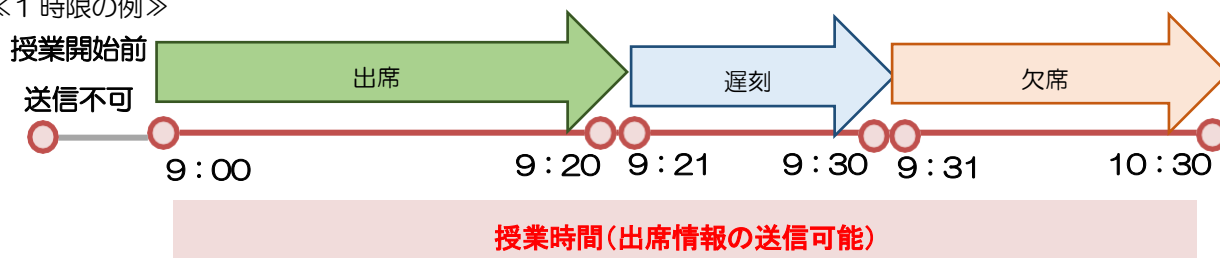 ≪1時限の例≫
授業開始前
送信不可
出席
遅刻
欠席
9:00
9:20
9:21
9:30
9:31
10:30
授業時間(出席情報の送信可能)